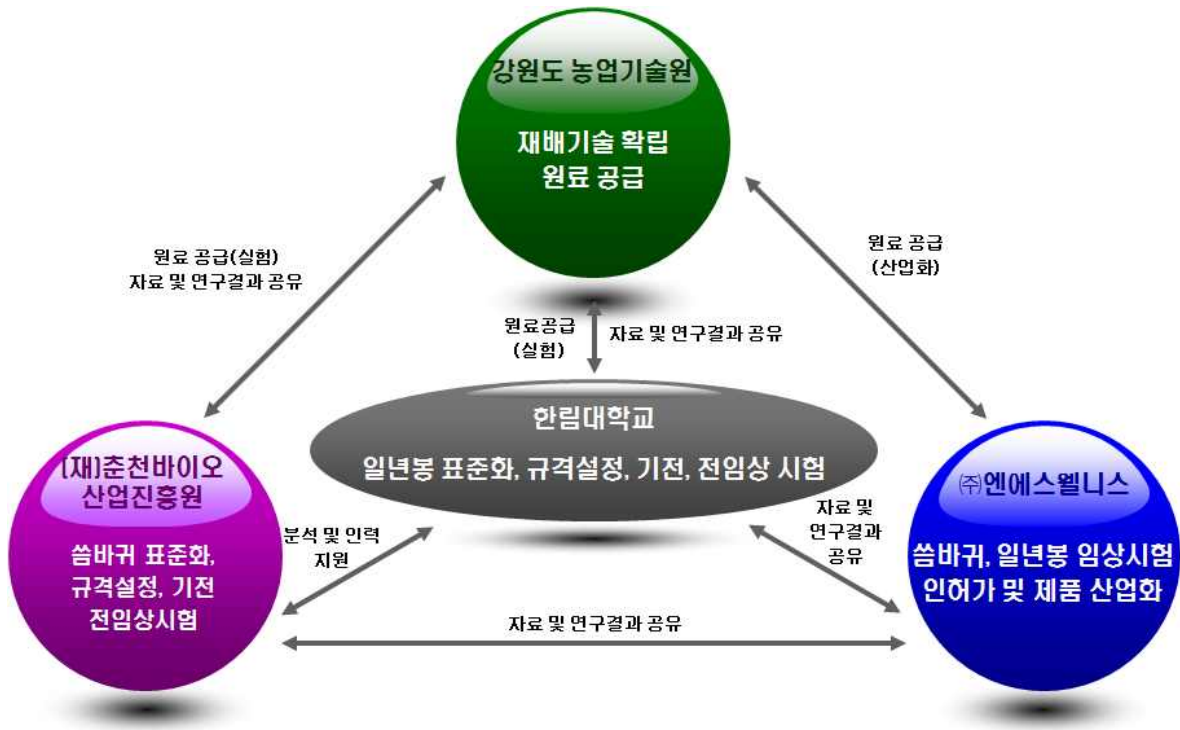 강원도 농업기술원
재배기술 확립
원료 공급
원료 공급(실험)
자료 및 연구결과 공유
원료 공급
(산업화)
원료공급
(실험)
자료 및 연구결과 공유
한림대학교
일년봉 표준화, 규격설정, 기전, 전임상 시험
[재]춘천바이오
산업진흥원
씀바귀 표준화,
규격설정, 기전
전임상시험
분석 및 인력
지원
자료 및
연구결과
공유
㈜엔에스웰니스
씀바귀, 일년봉 임상시험
인허가 및 제품 산업화
자료 및 연구결과 공유